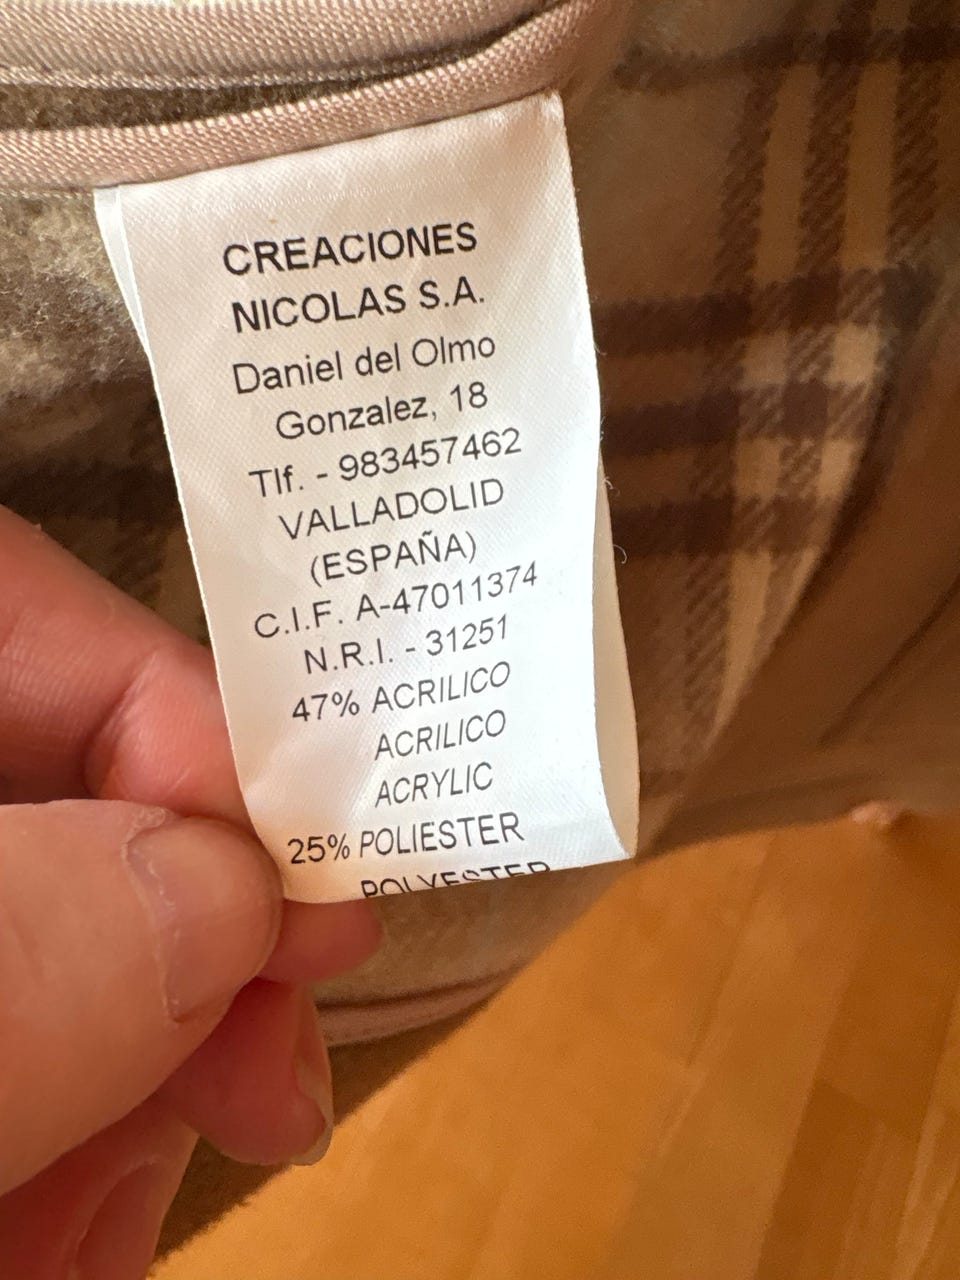 CREACIONES
NICOLAS S.A.
Daniel del Olmo
Gonzalez, 18
Tlf. - 983457462
VALLADOLID
(ESPAÑA)
C.I.F. A-47011374
N.R.I. - 31251
47% ACRILICO
ACRILICO
ACRYLIC
25% POLIESTER
POLYESTER